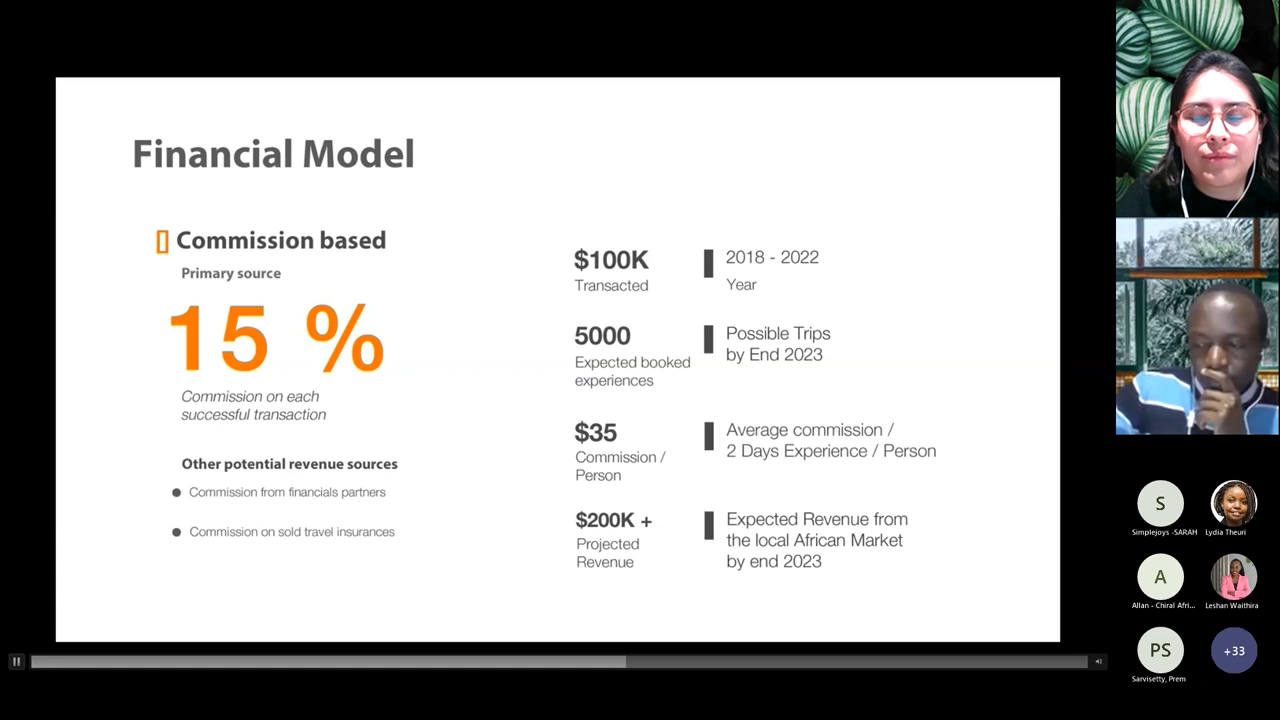 Financial Model
Commission based
Primary source
15 %
Commission on each
successful transaction
Other potential revenue sources
Commission from financials partners
Commission on sold travel insurances
$100K
Transacted
2018 - 2022
Year
5000
Expected booked
experiences
Possible Trips
by End 2023
$35
Commission /
Person
Average commission /
2 Days Experience / Person
$200K +
Projected
Revenue
Expected Revenue from
the local African Market
by end 2023
S
Simplejoys -SARAH
Lydia Theuri
A
Allan - Chiral Afri...
Leshan Waithira
PS
Sarvisetty, Prem
+33